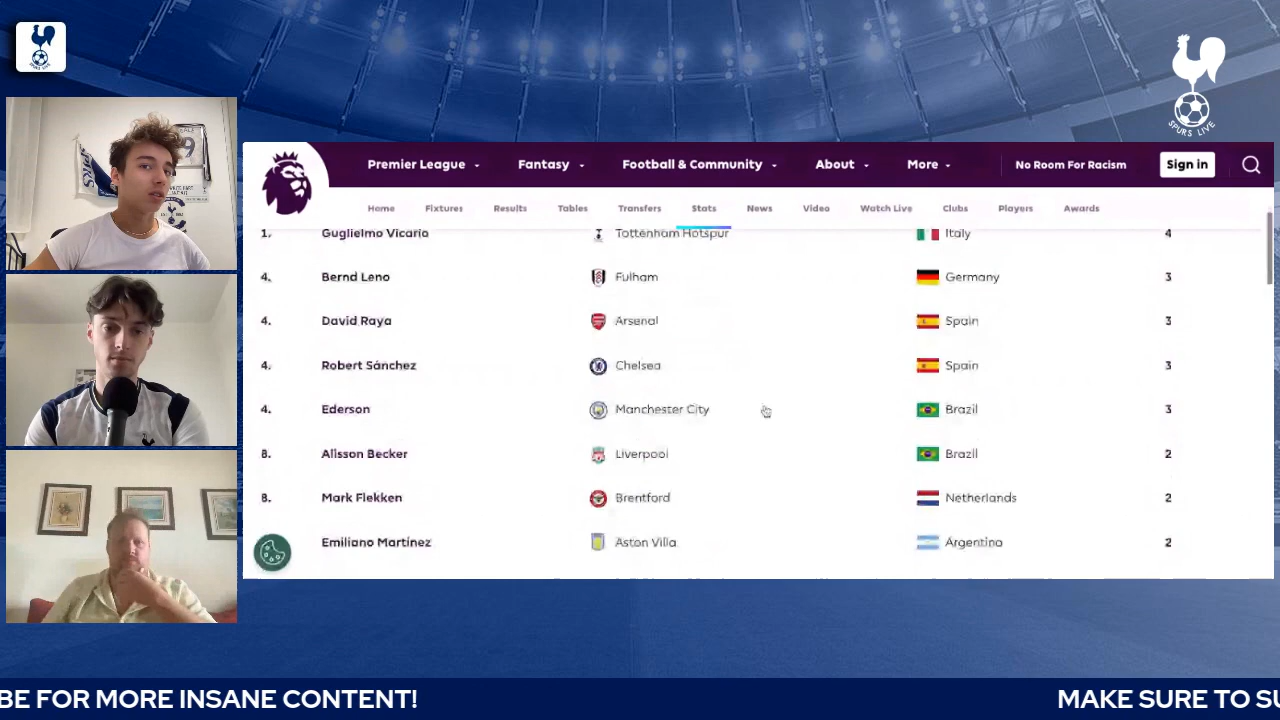 SPURS LIVE
Premier League Fantasy Football & Community About More No Room For Racism Sign in
Home Fixtures Results Tables Transfers Stats News Video Watch Live Clubs Players Awards
1. Guglielmo Vicario Tottenham Hotspur Italy 4
4. Bernd Leno Fulham Germany 3
4. David Raya Arsenal Spain 3
4. Robert Sánchez Chelsea Spain 3
4. Ederson Manchester City Brazil 3
8. Alisson Becker Liverpool Brazil 2
8. Mark Flekken Brentford Netherlands 2
Emiliano Martínez Aston Villa Argentina 2
BE FOR MORE INSANE CONTENT! MAKE SURE TO SU